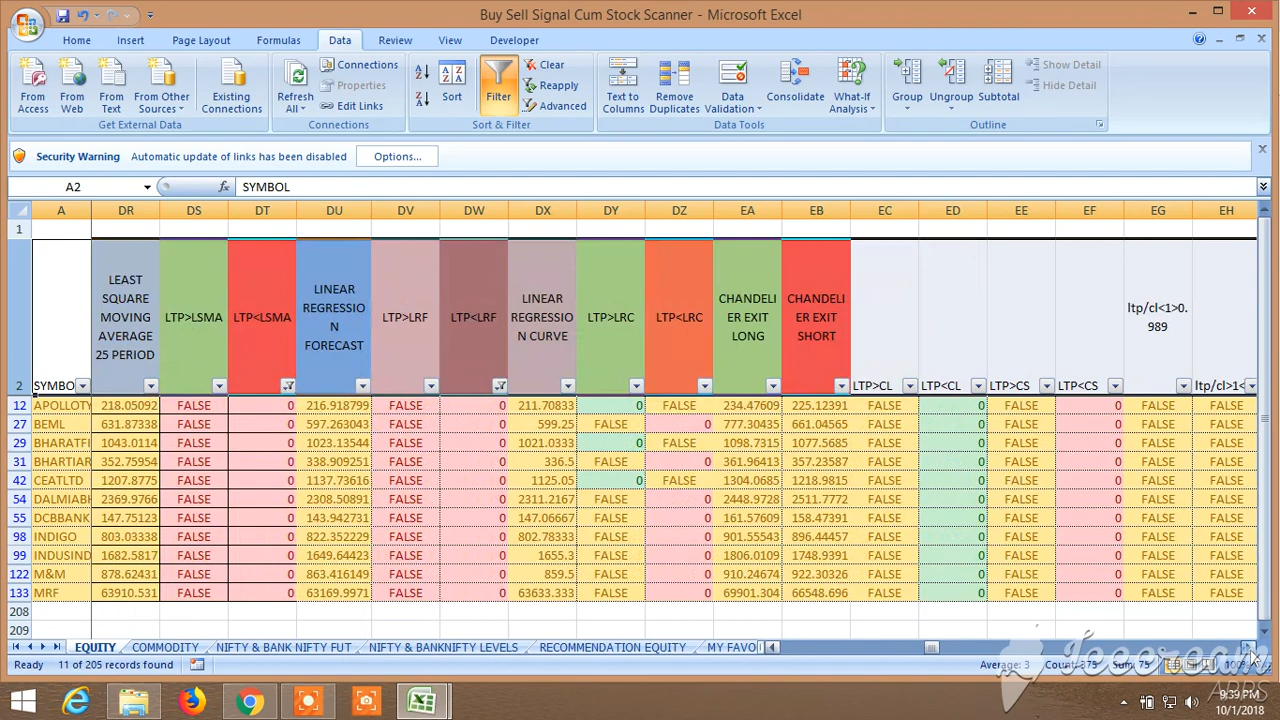 Buy Sell Signal Cum Stock Scanner - Microsoft Excel
Home Insert Page Layout Formulas Data Review View Developer
From Access
From Web
From Text
From Other Sources
Existing Connections
Get External Data
Refresh All
Connections
Properties
Edit Links
Connections
Sort
Filter
Clear
Reapply
Advanced
Sort & Filter
Text to Columns
Remove Duplicates
Data Validation
Consolidate
What-If Analysis
Data Tools
Group
Ungroup
Subtotal
Show Detail
Hide Detail
Outline
Security Warning Automatic update of links has been disabled Options...
A2 fx SYMBOL
A DR DS DT DU DV DW DX DY DZ EA EB EC ED EE EF EG EH
1
2 SYMBO
LEAST SQUARE MOVING AVERAGE 25 PERIOD
LTP>LSMA
LTP<LSMA
LINEAR REGRESSION FORECAST
LTP>LRF
LTP<LRF
LINEAR REGRESSION CURVE
LTP>LRC
LTP<LRC
CHANDELIER EXIT LONG
CHANDELIER EXIT SHORT
LTP>CL
LTP<CL
LTP>CS
LTP<CS
ltp/cl<1>0.989
ltp/cl>1<
12 APOLLOTY 218.05092 FALSE 0 216.918799 FALSE 0 211.70833 0 FALSE 234.47609 225.12391 FALSE 0 FALSE 0 FALSE FALSE
27 BEML 631.87338 FALSE 0 597.263043 FALSE 0 599.25 FALSE 0 777.30345 661.04565 FALSE 0 FALSE 0 FALSE FALSE
29 BHARATFI 1043.0114 FALSE 0 1023.13544 FALSE 0 1021.0333 0 FALSE 1098.7315 1077.5685 FALSE 0 FALSE 0 FALSE FALSE
31 BHARTIAR 352.75954 FALSE 0 338.909251 FALSE 0 336.5 FALSE 0 361.96413 357.23587 FALSE 0 FALSE 0 FALSE FALSE
42 CEATLTD 1207.8775 FALSE 0 1137.73616 FALSE 0 1125.05 0 FALSE 1304.0685 1218.9815 FALSE 0 FALSE 0 FALSE FALSE
54 DALMIABH 2369.9766 FALSE 0 2308.50891 FALSE 0 2311.2167 FALSE 0 2448.9728 2511.7772 FALSE 0 FALSE 0 FALSE FALSE
55 DCBBANK 147.75123 FALSE 0 143.942731 FALSE 0 147.06667 FALSE 0 161.57609 158.47391 FALSE 0 FALSE 0 FALSE FALSE
98 INDIGO 803.03338 FALSE 0 822.352229 FALSE 0 802.78333 FALSE 0 901.55543 896.44457 FALSE 0 FALSE 0 FALSE FALSE
99 INDUSIND 1682.5817 FALSE 0 1649.64423 FALSE 0 1655.3 FALSE 0 1806.0109 1748.9391 FALSE 0 FALSE 0 FALSE FALSE
122 M&M 878.62431 FALSE 0 863.416149 FALSE 0 859.5 FALSE 0 910.24674 922.30326 FALSE 0 FALSE 0 FALSE FALSE
133 MRF 63910.531 FALSE 0 63169.9971 FALSE 0 63633.333 FALSE 0 69901.304 66548.696 FALSE 0 FALSE 0 FALSE FALSE
208
209
EQUITY COMMODITY NIFTY & BANK NIFTY FUT NIFTY & BANKNIFTY LEVELS RECOMMENDATION EQUITY MY FAVO
Ready 11 of 205 records found Average: 3 Count: 375 Sum: 75 100%
Icecream
APPS
9:39 PM
10/1/2018